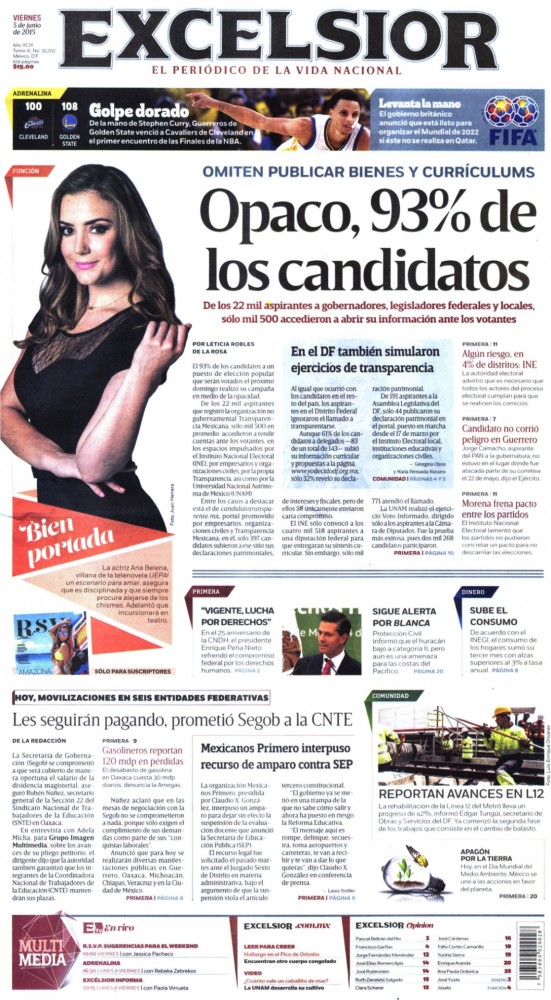 VIERNES
5 de junio
de 2015
$15.00
EXCELSIOR
EL PERIÓDICO DE LA VIDA NACIONAL
ADRENALINA
100
108
CLEVELAND
GOLDEN
STATE
Golpe dorado
De la mano de Stephen Curry, Guerreros de
Golden State venció a Cavaliers de Cleveland en
el primer encuentro de las Finales de la NBA.
Levanta la mano
El gobierno británico
anunció que está listo para
organizar el Mundial de 2022
si éste no se realiza en Qatar.
FIFA
FUNCIÓN
OMITEN PUBLICAR BIENES Y CURRÍCULUMS
Opaco, 93% de
los candidatos
De los 22 mil aspirantes a gobernadores, legisladores federales y locales,
sólo mil 500 accedieron a abrir su información ante los votantes
POR LETICIA ROBLES
DE LA ROSA
El 93% de los candidatos a un
puesto de elección popular
que serán votados el próximo
domingo realizó su campaña
en medio de la opacidad.
De los 22 mil aspirantes
que registró la organización
no gubernamental Transparencia
Mexicana, sólo mil 500 en
promedio, accedieron a rendir
cuentas ante los votantes, en
los espacios impulsados por
el Instituto Nacional Electoral
(INE), por empresarios y organizaciones
civiles, por la propia
Transparencia, así como por la
Universidad Nacional Autónoma
de México (UNAM).
Entre los casos a destacar
está el de candidatotransparente.
mx, portal promovido
por empresarios, organizaciones
civiles y Transparencia
Mexicana, en él, sólo 397 candidatos
subieron a ese sitio sus
declaraciones patrimoniales,
de intereses y fiscales, pero de
ellos 58 únicamente enviaron
carta compromiso.
El INE sólo convocó a los
cuatro mil 518 aspirantes a
una diputación federal para
que entregaran su síntesis curricular.
Sin embargo, sólo mil
771 atendió el llamado.
La UNAM realizó el ejercicio
Voto Informado, dirigido
sólo a los aspirantes a la Cámara
de Diputados. Fue la prueba
más exitosa, pues dos mil 268
candidatos participaron.
PRIMERA | PÁGINA 10
En el DF también simularon
ejercicios de transparencia
Al igual que ocurrió con
los candidatos en el resto
del país, los aspirantes
en el Distrito Federal
ignoraron el llamado a
transparentarse.
Aunque 61% de los candidatos
a delegados —83
de un total de 143— subió
su información curricular
y propuestas a la página
www.yodecidodf.org.mx,
sólo 32% reveló su declaración
patrimonial.
De 191 aspirantes a la
Asamblea Legislativa del
DF, sólo 44 publicaron su
declaración patrimonial en
el portal, puesto en marcha
desde el 17 de marzo por
el Instituto Electoral local,
instituciones educativas y
organizaciones civiles.
— Georgina Olson
y María Fernanda Navarro
COMUNIDAD | PÁGINAS 4 Y 5
PRIMERA | 11
Algún riesgo, en
4% de distritos: INE
La autoridad electoral
advirtió que es necesario que
todos los actores del proceso
electoral cumplan para que
se realicen los comicios.
PRIMERA | 7
Candidato no corrió
peligro en Guerrero
Jorge Camacho, aspirante
del PAN a la gubernatura, no
estuvo en el lugar donde fue
atacada parte de su comitiva
el 22 de mayo, dijo el Ejército.
PRIMERA | 11
Morena frena pacto
entre los partidos
El Instituto Nacional
Electoral lamentó que
los partidos no pudieron
concretar un pacto para no
descarrilar las elecciones.
Foto: Juan Herrera
Bien
portada
La actriz Ana Belena,
villana de la telenovela UEPA!
un escenario para amar, asegura
que es disciplinada y que siempre
procura alejarse de los
chismes. Adelantó que
incursionará en
teatro.
RSVP
AMAZONA
SÓLO PARA SUSCRIPTORES
PRIMERA
"VIGENTE, LUCHA
POR DERECHOS"
En el 25 aniversario de
la CNDH, el presidente
Enrique Peña Nieto
refrendó el compromiso
federal por los derechos
humanos. PÁGINA 2
SIGUE ALERTA
POR BLANCA
Protección Civil
informó que el huracán
bajó a categoría II, pero
aún es una amenaza
para las costas del
Pacífico. PÁGINA 20
DINERO
SUBE EL
CONSUMO
De acuerdo con el
INEGI, el consumo de
los hogares sumó su
tercer mes con alzas
superiores al 3% a tasa
anual. PÁGINA 8
HOY, MOVILIZACIONES EN SEIS ENTIDADES FEDERATIVAS
Les seguirán pagando, prometió Segob a la CNTE
DE LA REDACCIÓN
La Secretaría de Gobernación
(Segob) se comprometió
a que será cubierto de manera
oportuna el salario de la
disidencia magisterial, aseguró
Rubén Núñez, secretario
general de la Sección 22 del
Sindicato Nacional de Trabajadores
de la Educación
(SNTE) en Oaxaca.
En entrevista con Adela
Micha, para Grupo Imagen
Multimedia, sobre los avances
de su pliego petitorio, el
dirigente dijo que la autoridad
también garantizó que los integrantes
de la Coordinadora
Nacional de Trabajadores de
la Educación (CNTE) mantendrán
sus plazas.
PRIMERA 9
Gasolineros reportan
120 mdp en pérdidas
El desabasto de gasolina
en Oaxaca cuesta 30 mdp
diarios, denuncia la Amegas.
Núñez aclaró que en las
mesas de negociación con la
Segob no se comprometieron
a nada, porque sólo exigen el
cumplimiento de sus demandas
como parte de sus "conquistas
laborales".
Anunció que para hoy se
realizarán diversas manifestaciones
públicas en Guerrero,
Oaxaca, Michoacán,
Chiapas, Veracruz y en la Ciudad
de México.
PRIMERA | PÁGINA 8
Mexicanos Primero interpuso
recurso de amparo contra SEP
La organización Mexicanos
Primero, presidida
por Claudio X. González,
interpuso un amparo
para dejar sin efecto la
suspensión de la evaluación
docente que anunció
la Secretaría de Educación
Pública (SEP).
El recurso legal fue
solicitado el pasado martes
ante el Juzgado Sexto
de Distrito en materia
administrativa, bajo el
argumento de que la suspensión
viola el artículo
tercero constitucional.
"El gobierno ya se metió
en una trampa de la
que no sabe cómo salir y
ahora ha puesto en riesgo
la Reforma Educativa.
"El mensaje aquí es
rompe, delinque, secuestra,
toma aeropuertos y
carreteras, te van a recibir
y te van a dar lo que
quieras", dijo Claudio X.
González en conferencia
de prensa.
— Laura Toribio
PRIMERA | PÁGINA 6
COMUNIDAD
Foto: Luis Enrique Olivares
REPORTAN AVANCES EN L12
La rehabilitación de la Línea 12 del Metro lleva un
progreso de 42%, informó Edgar Tungüí, secretario de
Obras y Servicios DF. Ya comenzó la segunda fase
de los trabajos que consiste en el cambio de balasto.
APAGÓN
POR LA TIERRA
Hoy, en el Día Mundial del
Medio Ambiente, México se
une a las acciones en favor
del planeta.
PRIMERA | 20
MULTI
MEDIA
en vivo
R.S.V.P. SUGERENCIAS PARA EL WEEKEND
con Jessica Pacheco
ADRENALINA
con Rebeka Zebrekos
EXCÉLSIOR INFORMA
con Paola Virrueta
EXCELSIOR .com.mx
LEER PARA CREER
Hallazgo en el Pico de Orizaba
Encuentran otro cuerpo congelado
VIDEO
¿Cuánto vale un caballito de mar?
La UNAM desarrolla su cultivo
EXCELSIOR Opinión
Pascal Beltrán del Río 2
Francisco Garfias 4
Jorge Fernández Menéndez 12
José Elías Romero Apis 14
José Rubinstein 14
Ruth Zavaleta Salgado 15
Clara Scherer 15
José Cárdenas 16
Félix Cortés Camarillo 18
Yuriria Sierra 19
Enrique Aranda 20
Ana Paula Ordorica 23
José Yuste DINERO 3
Joselo FUNCIÓN 4